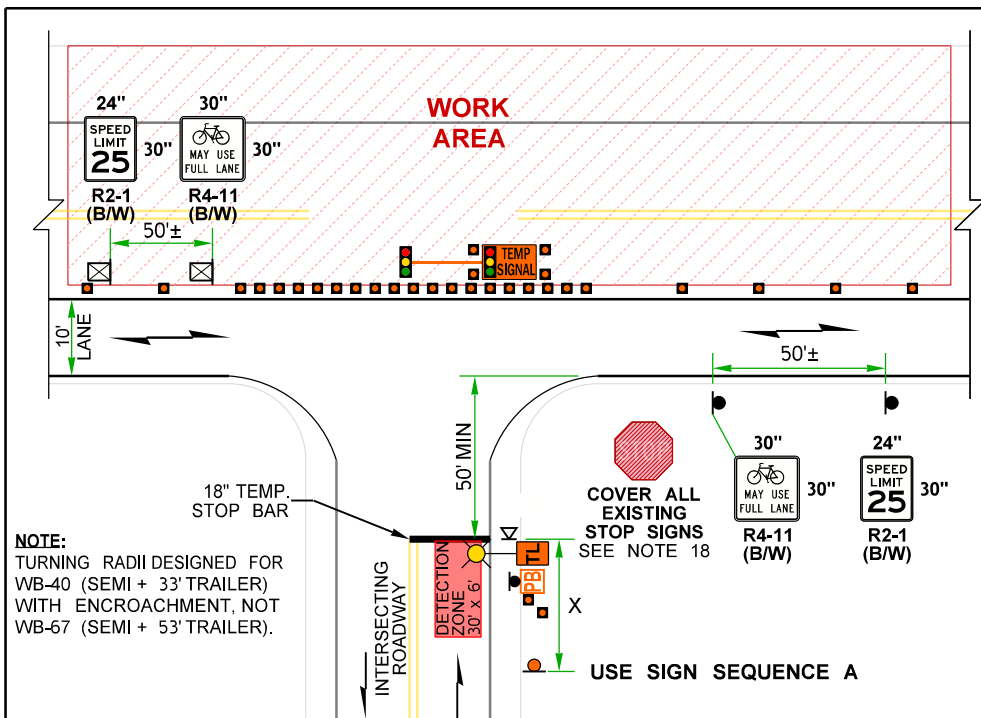 WORK
AREA
24"
SPEED
LIMIT
25
30"
R2-1
(B/W)
30"
MAY USE
FULL LANE
30"
R4-11
(B/W)
50'±
TEMP
SIGNAL
10'
LANE
50'±
50' MIN
STOP
COVER ALL
EXISTING
STOP SIGNS
SEE NOTE 18
30"
MAY USE
FULL LANE
30"
R4-11
(B/W)
24"
SPEED
LIMIT
25
30"
R2-1
(B/W)
18" TEMP.
STOP BAR
NOTE:
TURNING RADII DESIGNED FOR
WB-40 (SEMI + 33' TRAILER)
WITH ENCROACHMENT, NOT
WB-67 (SEMI + 53' TRAILER).
INTERSECTING
ROADWAY
DETECTION
ZONE
30' x 6'
TL
PB
X
USE SIGN SEQUENCE A